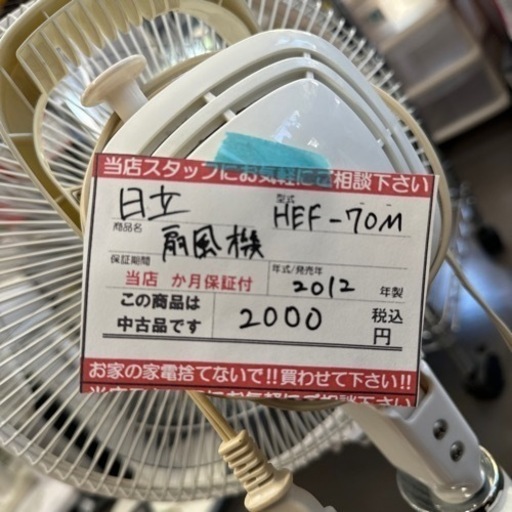 当店スタッフにお気軽にご相談下さい
日立 型式 HEF-70M
商品名 扇風機
保証期間 当店 か月保証付 年式/発売年 2012 年製
この商品は
中古品です 2000 税込
円
お家の家電捨てないで!!買わせて下さい!!